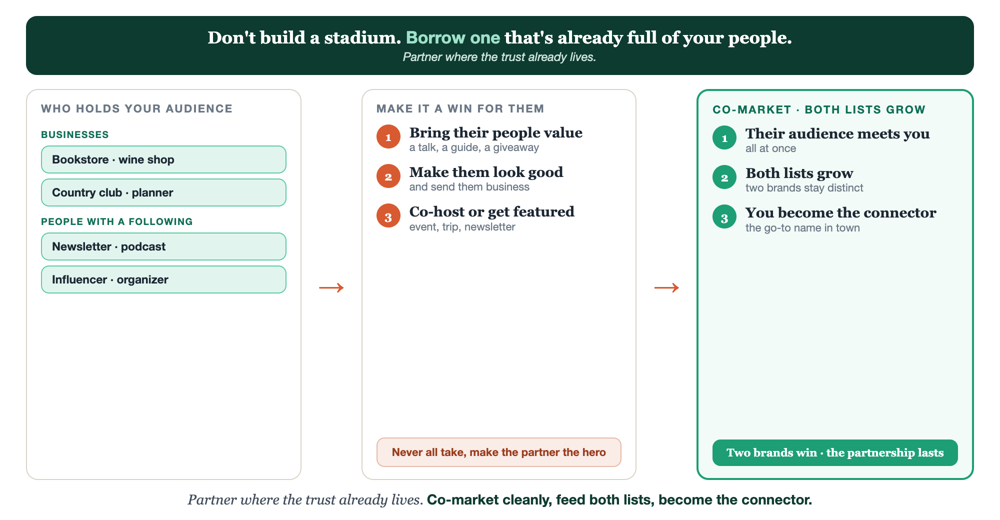 Don't build a stadium. Borrow one that's already full of your people.
Partner where the trust already lives.
WHO HOLDS YOUR AUDIENCE
BUSINESSES
Bookstore · wine shop
Country club · planner
PEOPLE WITH A FOLLOWING
Newsletter · podcast
Influencer · organizer
→
MAKE IT A WIN FOR THEM
1 Bring their people value
a talk, a guide, a giveaway
2 Make them look good
and send them business
3 Co-host or get featured
event, trip, newsletter
Never all take, make the partner the hero
→
CO-MARKET · BOTH LISTS GROW
1 Their audience meets you
all at once
2 Both lists grow
two brands stay distinct
3 You become the connector
the go-to name in town
Two brands win · the partnership lasts
Partner where the trust already lives. Co-market cleanly, feed both lists, become the connector.